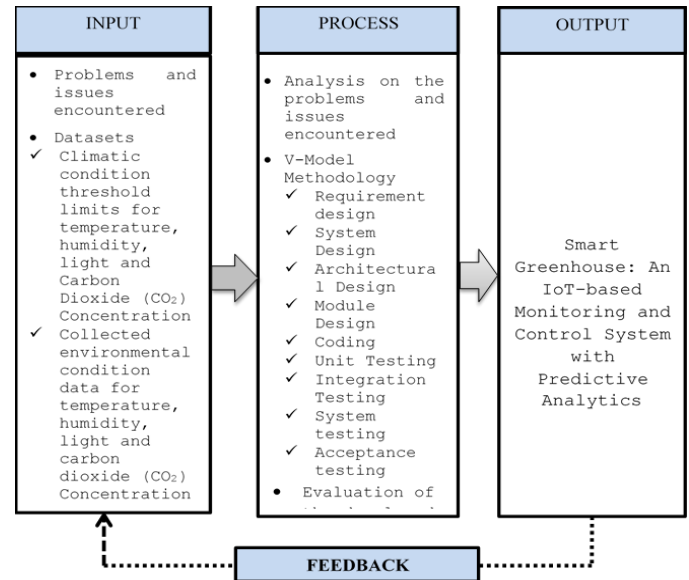 INPUT
• Problems and
issues
encountered
• Datasets
✓ Climatic
condition
threshold
limits for
temperature,
humidity,
light and
Carbon
Dioxide (CO₂)
Concentration
✓ Collected
environmental
condition
data for
temperature,
humidity,
light and
carbon
dioxide (CO₂)
Concentration
PROCESS
• Analysis on the
problems and
issues
encountered
• V-Model
Methodology
✓ Requirement
design
✓ System
Design
✓ Architectura
l Design
✓ Module
Design
✓ Coding
✓ Unit Testing
✓ Integration
Testing
✓ System
testing
✓ Acceptance
testing
• Evaluation of
OUTPUT
Smart
Greenhouse: An
IoT-based
Monitoring and
Control System
with
Predictive
Analytics
FEEDBACK